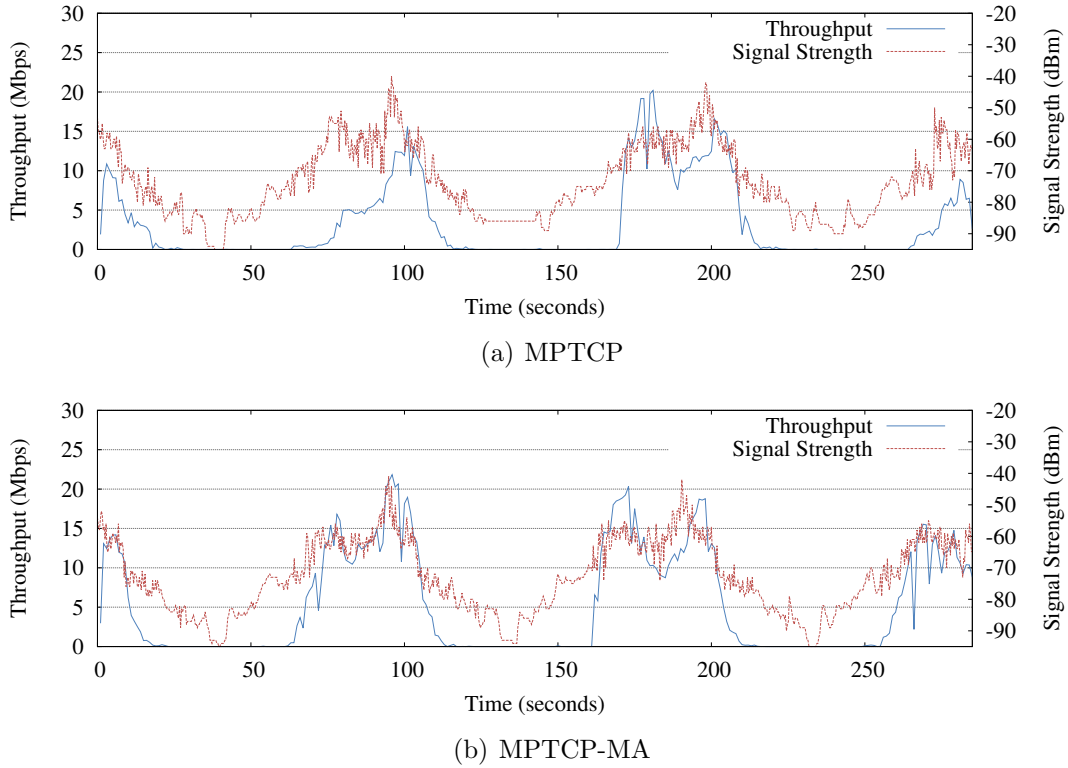 30
25
20
15
10
5
0
Throughput (Mbps)
-20
-30
-40
-50
-60
-70
-80
-90
Signal Strength (dBm)
Throughput
Signal Strength
0 50 100 150 200 250
Time (seconds)
(a) MPTCP
30
25
20
15
10
5
0
Throughput (Mbps)
-20
-30
-40
-50
-60
-70
-80
-90
Signal Strength (dBm)
Throughput
Signal Strength
0 50 100 150 200 250
Time (seconds)
(b) MPTCP-MA